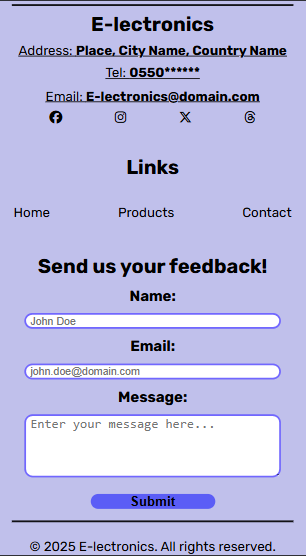 E-lectronics
Address: Place, City Name, Country Name
Tel: 0550******
Email: E-lectronics@domain.com
Links
Home Products Contact
Send us your feedback!
Name:
John Doe
Email:
john.doe@domain.com
Message:
Enter your message here...
Submit
© 2025 E-lectronics. All rights reserved.